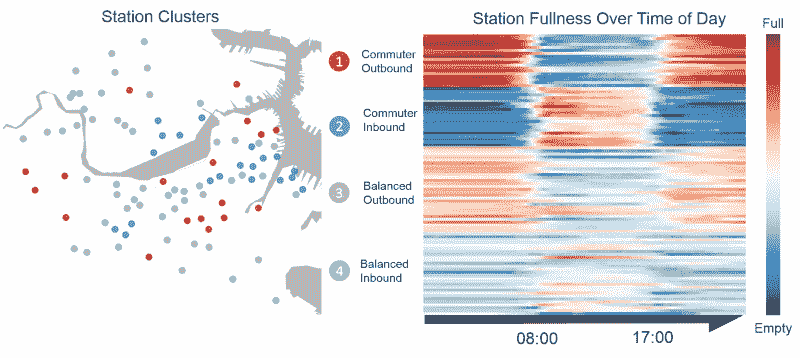 Station Clusters
Station Fullness Over Time of Day
Full
1
Commuter
Outbound
2
Commuter
Inbound
3
Balanced
Outbound
4
Balanced
Inbound
Empty
08:00
17:00